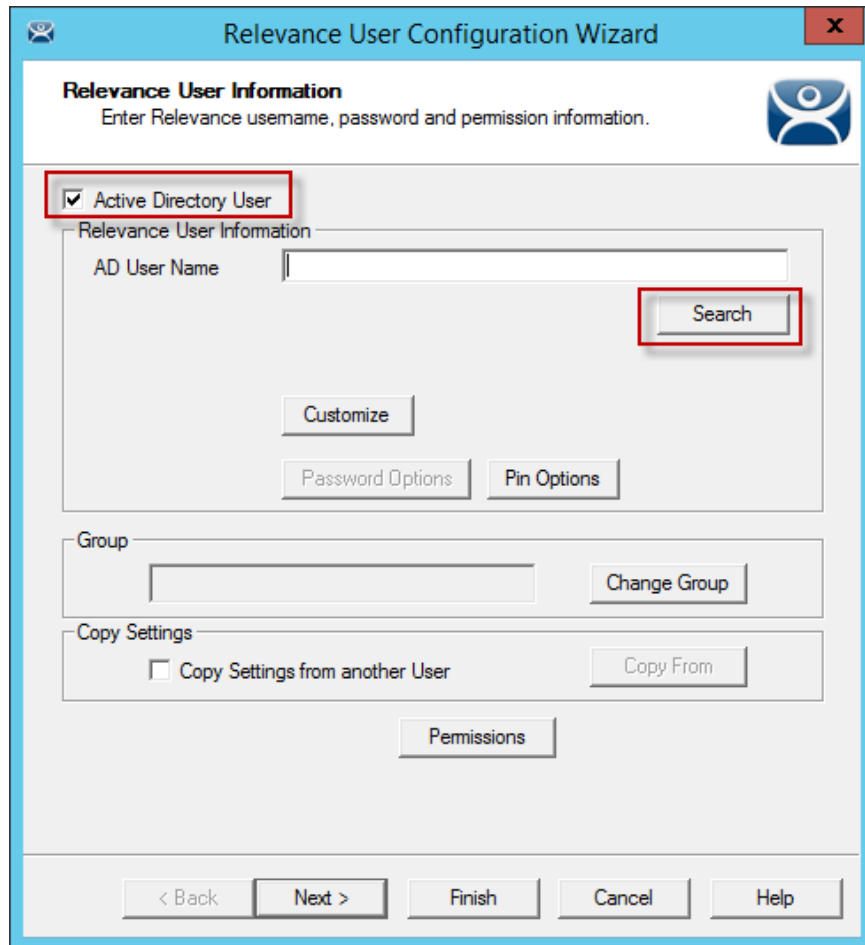 Relevance User Configuration Wizard
x
Relevance User Information
Enter Relevance username, password and permission information.
Active Directory User
Relevance User Information
AD User Name
Search
Customize
Password Options Pin Options
Group
Change Group
Copy Settings
Copy Settings from another User Copy From
Permissions
< Back Next > Finish Cancel Help